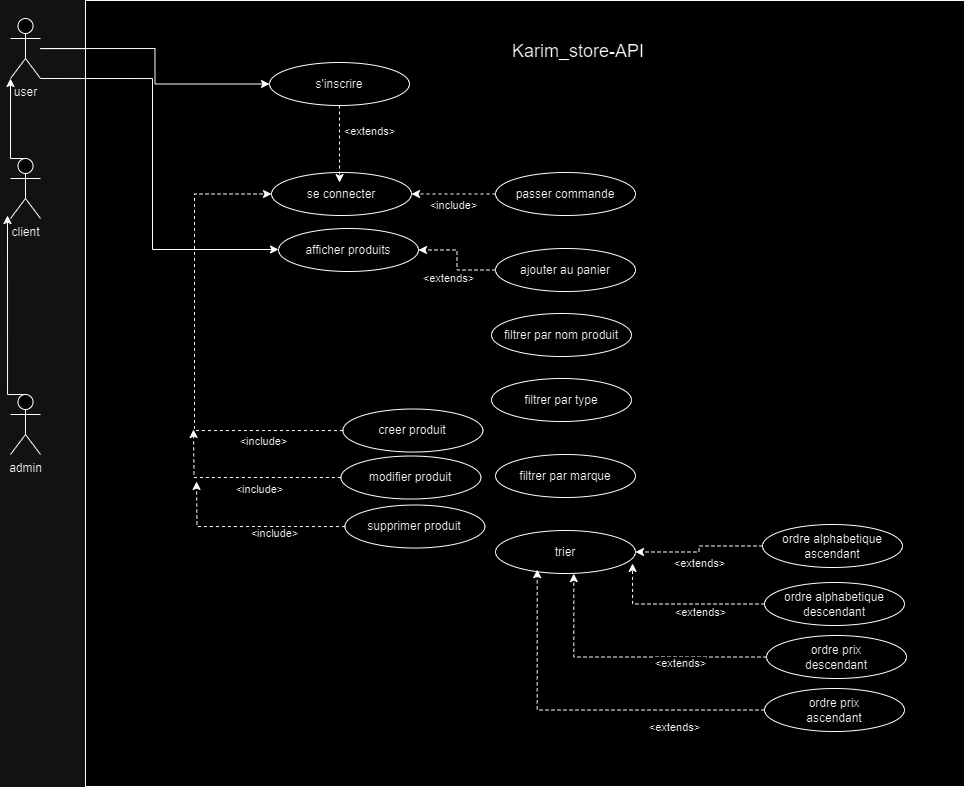 Karim_store-API
user
s'inscrire
<extends>
se connecter
passer commande
<include>
client
afficher produits
ajouter au panier
<extends>
filtrer par nom produit
filtrer par type
creer produit
<include>
admin
modifier produit
filtrer par marque
<include>
supprimer produit
<include>
trier
ordre alphabetique
ascendant
<extends>
ordre alphabetique
descendant
<extends>
ordre prix
descendant
<extends>
ordre prix
ascendant
<extends>